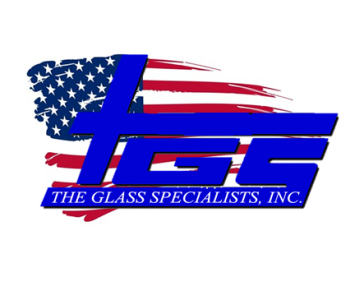 tGS
THE GLASS SPECIALISTS, INC.